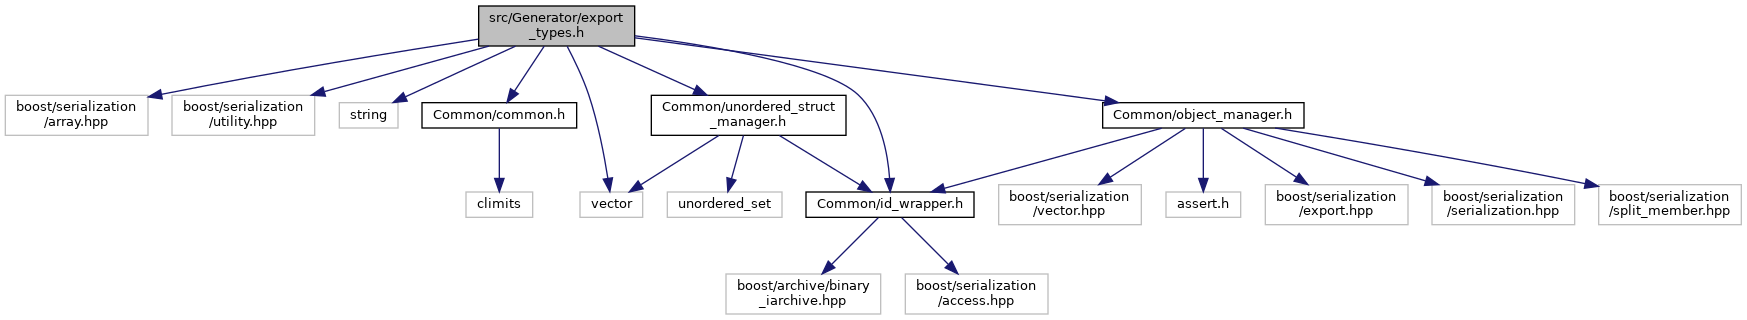 src/Generator/export
_types.h
boost/serialization
/array.hpp
boost/serialization
/utility.hpp
string
Common/common.h
Common/unordered_struct
_manager.h
Common/object_manager.h
climits
vector
unordered_set
Common/id_wrapper.h
boost/serialization
/vector.hpp
assert.h
boost/serialization
/export.hpp
boost/serialization
/serialization.hpp
boost/serialization
/split_member.hpp
boost/archive/binary
_iarchive.hpp
boost/serialization
/access.hpp